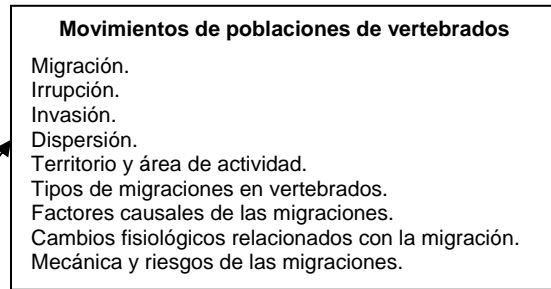 Movimientos de poblaciones de vertebrados
Migración.
Irrupción.
Invasión.
Dispersión.
Territorio y área de actividad.
Tipos de migraciones en vertebrados.
Factores causales de las migraciones.
Cambios fisiológicos relacionados con la migración.
Mecánica y riesgos de las migraciones.